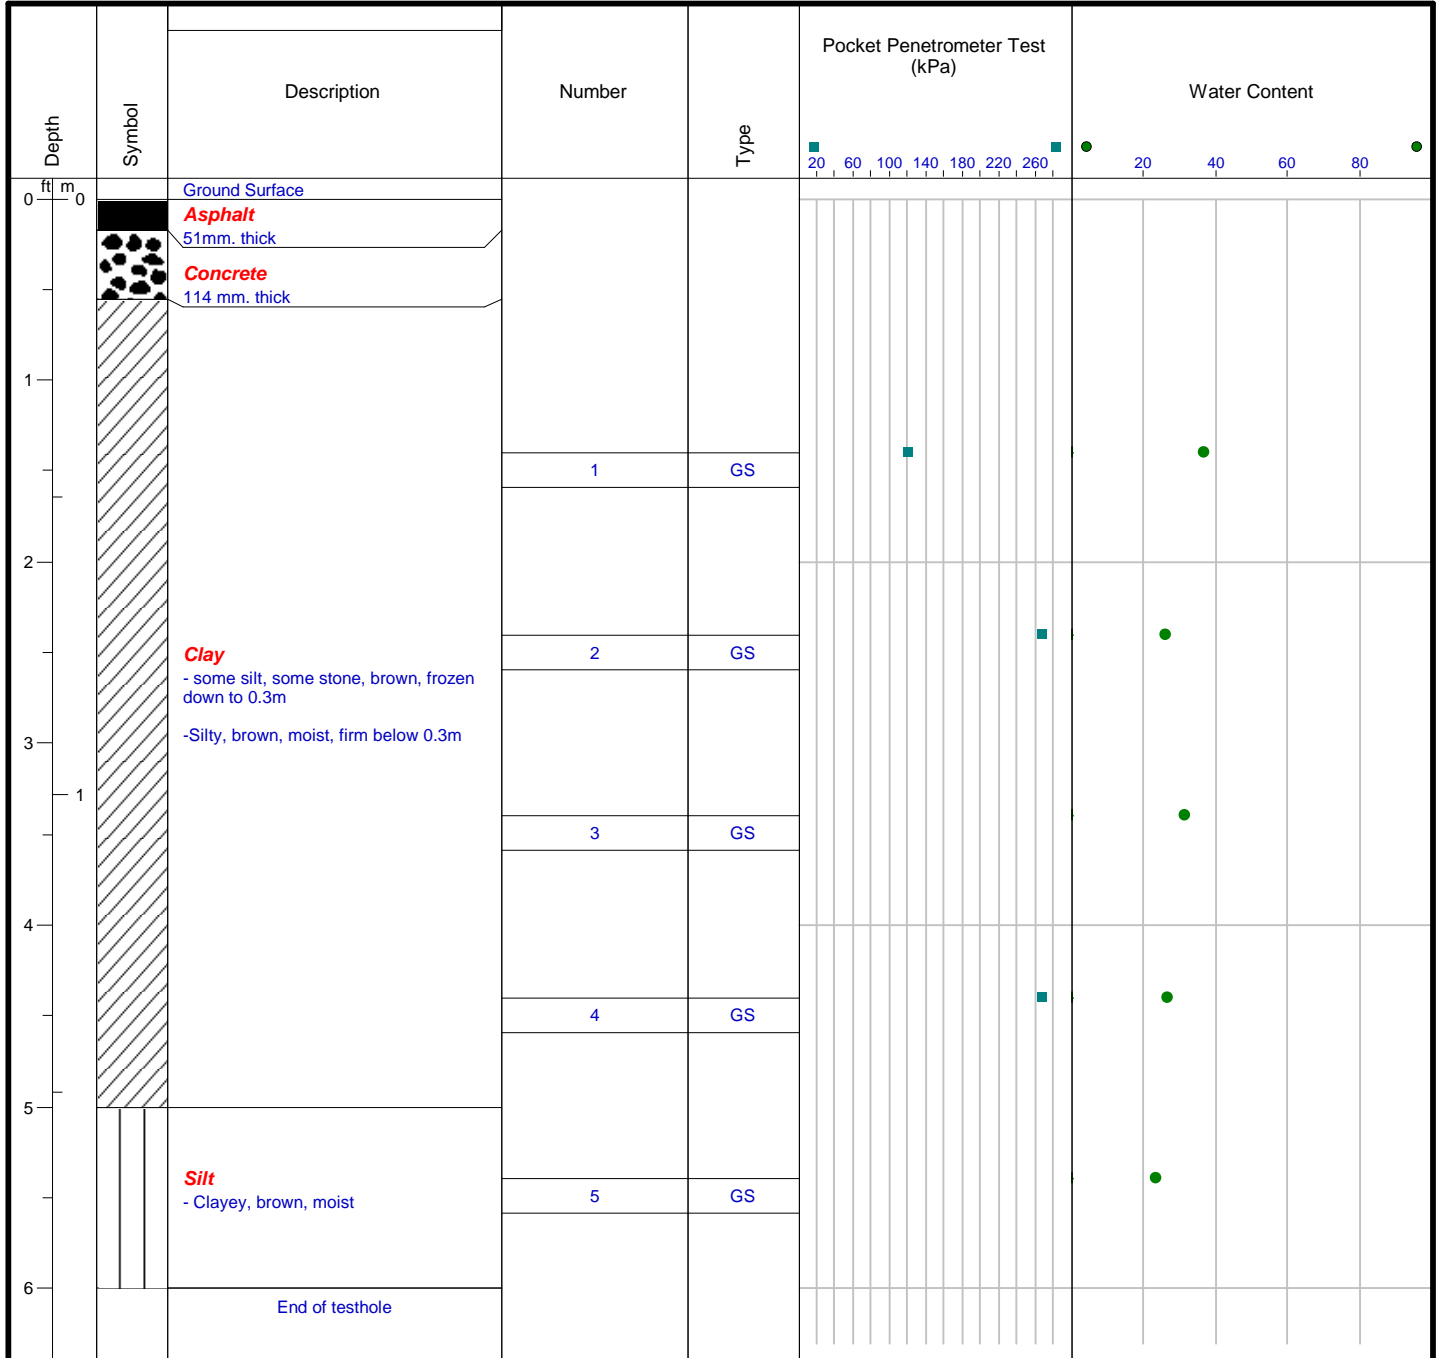 Depth
Symbol
Description
Number
Type
Pocket Penetrometer Test
(kPa)
Water Content
20 60 100 140 180 220 260
20 40 60 80
ft m
0 0
Ground Surface
Asphalt
51mm. thick
Concrete
114 mm. thick
1
1 GS
2
Clay
2 GS
- some silt, some stone, brown, frozen
down to 0.3m
-Silty, brown, moist, firm below 0.3m
3
1
3 GS
4
4 GS
5
Silt
- Clayey, brown, moist
5 GS
6
End of testhole